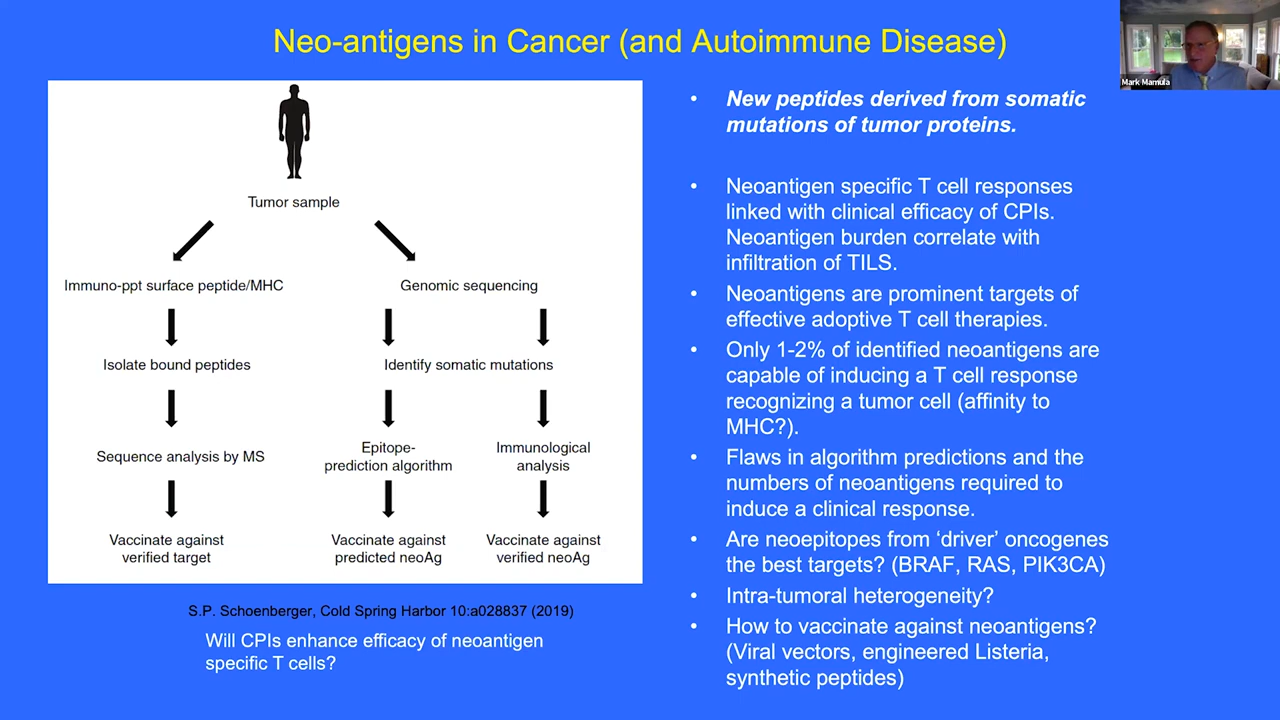 Neo-antigens in Cancer (and Autoimmune Disease)
Mark Mamula
Tumor sample
Immuno-ppt surface peptide/MHC
Genomic sequencing
Isolate bound peptides
Identify somatic mutations
Sequence analysis by MS
Epitope-
prediction algorithm
Immunological
analysis
Vaccinate against
verified target
Vaccinate against
predicted neoAg
Vaccinate against
verified neoAg
S.P. Schoenberger, Cold Spring Harbor 10:a028837 (2019)
Will CPIs enhance efficacy of neoantigen
specific T cells?
• New peptides derived from somatic
mutations of tumor proteins.
• Neoantigen specific T cell responses
linked with clinical efficacy of CPIs.
Neoantigen burden correlate with
infiltration of TILS.
• Neoantigens are prominent targets of
effective adoptive T cell therapies.
• Only 1-2% of identified neoantigens are
capable of inducing a T cell response
recognizing a tumor cell (affinity to
MHC?).
• Flaws in algorithm predictions and the
numbers of neoantigens required to
induce a clinical response.
• Are neoepitopes from ‘driver’ oncogenes
the best targets? (BRAF, RAS, PIK3CA)
• Intra-tumoral heterogeneity?
• How to vaccinate against neoantigens?
(Viral vectors, engineered Listeria,
synthetic peptides)